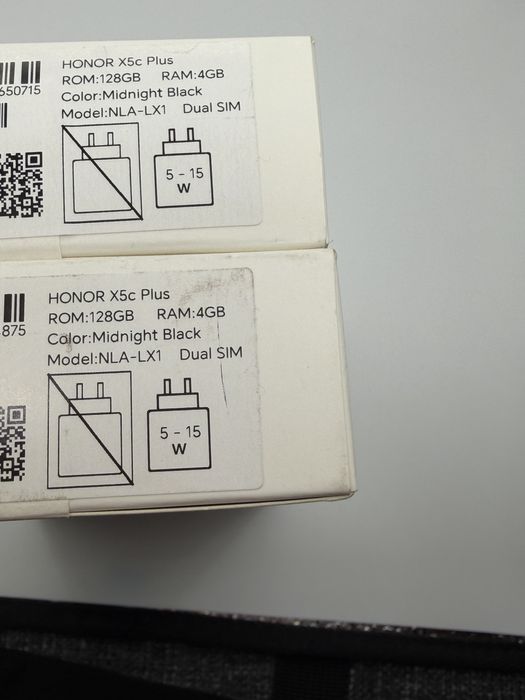 650715
HONOR X5c Plus
ROM:128GB RAM:4GB
Color:Midnight Black
Model:NLA-LX1 Dual SIM
5 - 15
W
875
HONOR X5c Plus
ROM:128GB RAM:4GB
Color:Midnight Black
Model:NLA-LX1 Dual SIM
5 - 15
W